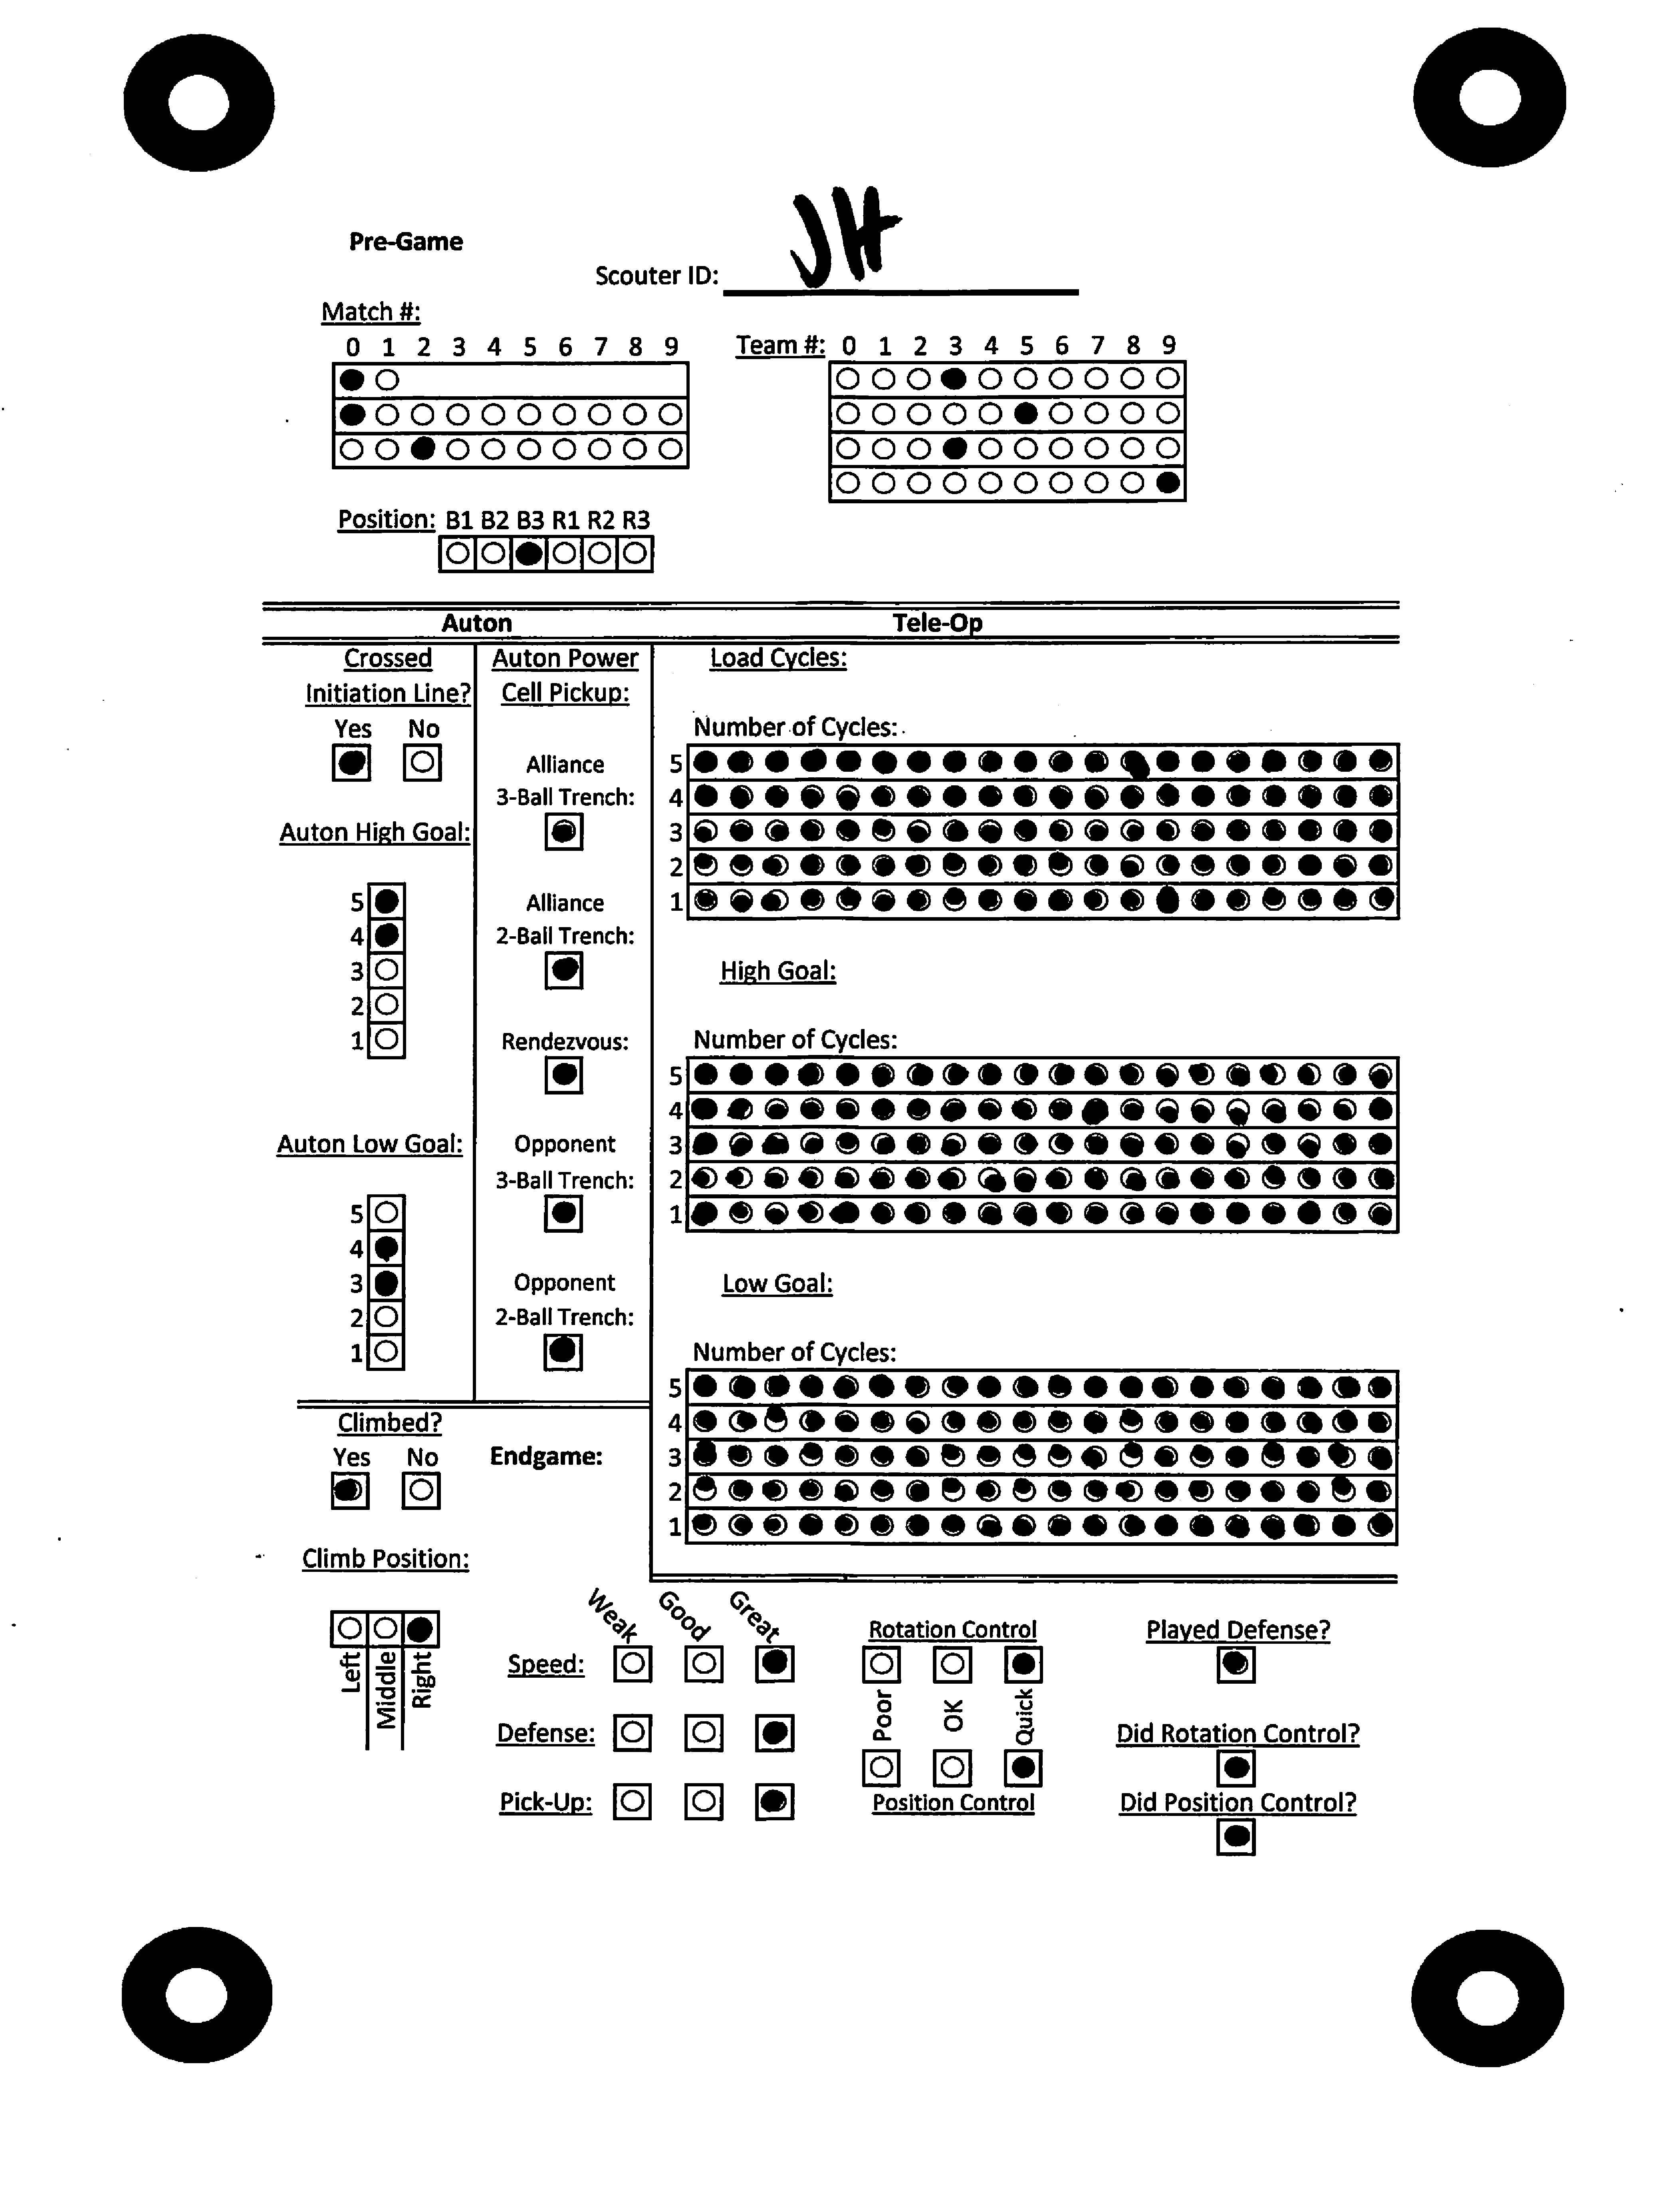 Pre-Game
Scouter ID: JH
Match #:
0 1 2 3 4 5 6 7 8 9
Team #: 0 1 2 3 4 5 6 7 8 9
Position: B1 B2 B3 R1 R2 R3
Auton
Tele-Op
Crossed
Initiation Line?
Yes No
Auton High Goal:
5
4
3
2
1
Auton Low Goal:
5
4
3
2
1
Auton Power
Cell Pickup:
Alliance
3-Ball Trench:
Alliance
2-Ball Trench:
Rendezvous:
Opponent
3-Ball Trench:
Opponent
2-Ball Trench:
Load Cycles:
Number of Cycles:
5
4
3
2
1
High Goal:
Number of Cycles:
5
4
3
2
1
Low Goal:
Number of Cycles:
5
4
3
2
1
Climbed?
Yes No
Endgame:
Climb Position:
Left
Middle
Right
Weak Good Great
Speed:
Defense:
Pick-Up:
Rotation Control
Poor OK Quick
Position Control
Played Defense?
Did Rotation Control?
Did Position Control?